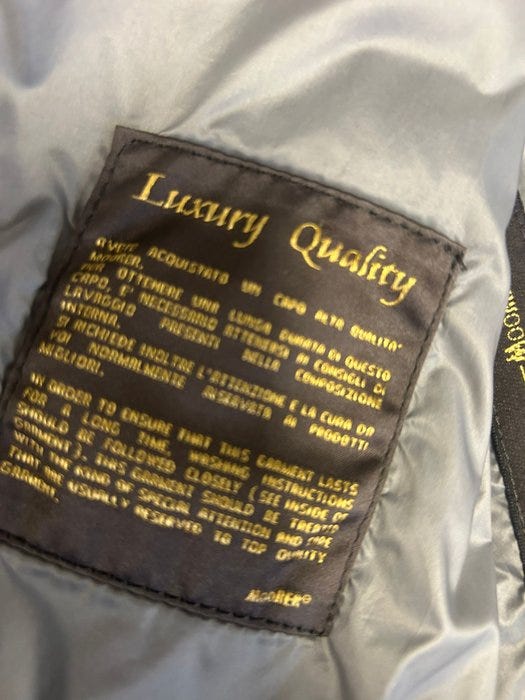 Luxury Quality
AVETE ACQUISTATO UN CAPO ALTA QUALITA'
MOORER.
PER OTTENERE UNA LUNGA DURATA DI QUESTO
CAPO, E' NECESSARIO ATTENERSI AI CONSIGLI DI
LAVAGGIO PRESENTI NELLA COMPOSIZIONE
INTERNA.
SI RICHIEDE INOLTRE L'ATTENZIONE E LA CURA DA
VOI NORMALMENTE RISERVATA AI PRODOTTI
MIGLIORI.
IN ORDER TO ENSURE THAT THIS GARMENT LASTS
FOR A LONG TIME, WASHING INSTRUCTIONS
SHOULD BE FOLLOWED CLOSELY (SEE INSIDE OF
GARMENT). THIS GARMENT SHOULD BE TREATED
WITH THE KIND OF SPECIAL ATTENTION AND CARE
THAT ARE USUALLY RESERVED TO TOP QUALITY
GARMENT.
MOORER®
MOOR